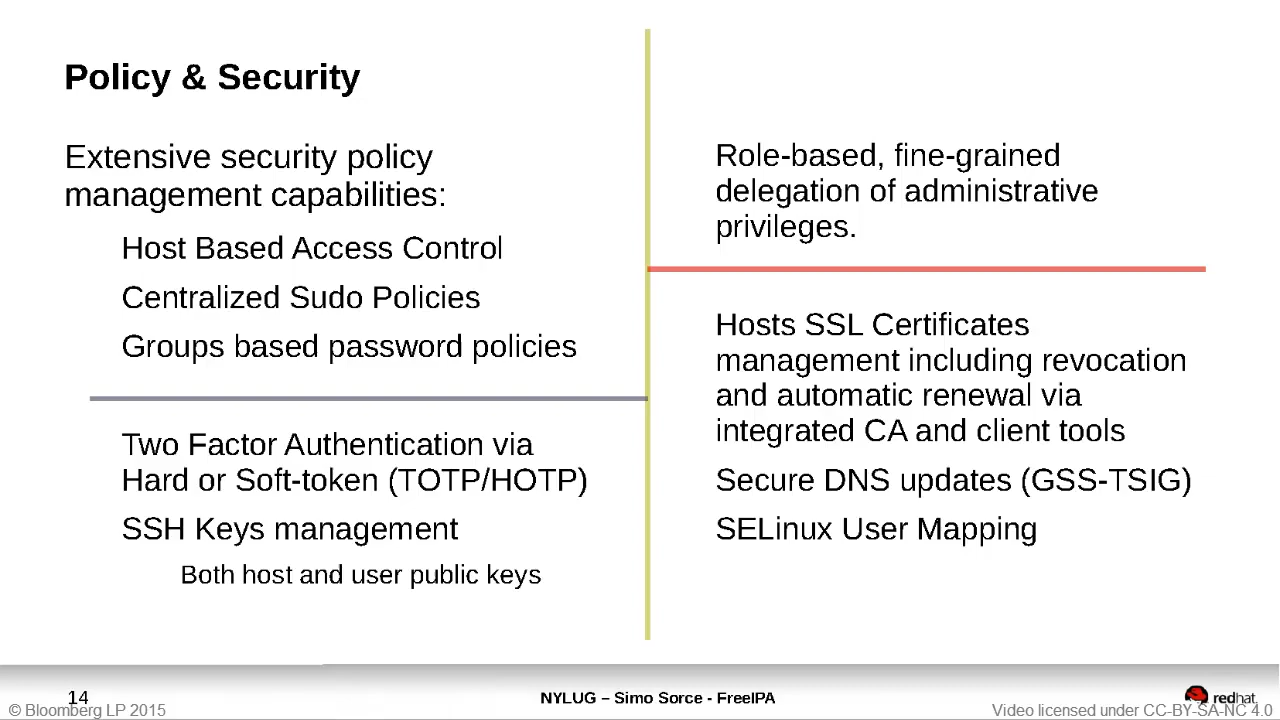 Policy & Security
Extensive security policy
management capabilities:
Host Based Access Control
Centralized Sudo Policies
Groups based password policies
Two Factor Authentication via
Hard or Soft-token (TOTP/HOTP)
SSH Keys management
Both host and user public keys
Role-based, fine-grained
delegation of administrative
privileges.
Hosts SSL Certificates
management including revocation
and automatic renewal via
integrated CA and client tools
Secure DNS updates (GSS-TSIG)
SELinux User Mapping
14
NYLUG – Simo Sorce - FreeIPA
redhat
© Bloomberg LP 2015
Video licensed under CC-BY-SA-NC 4.0